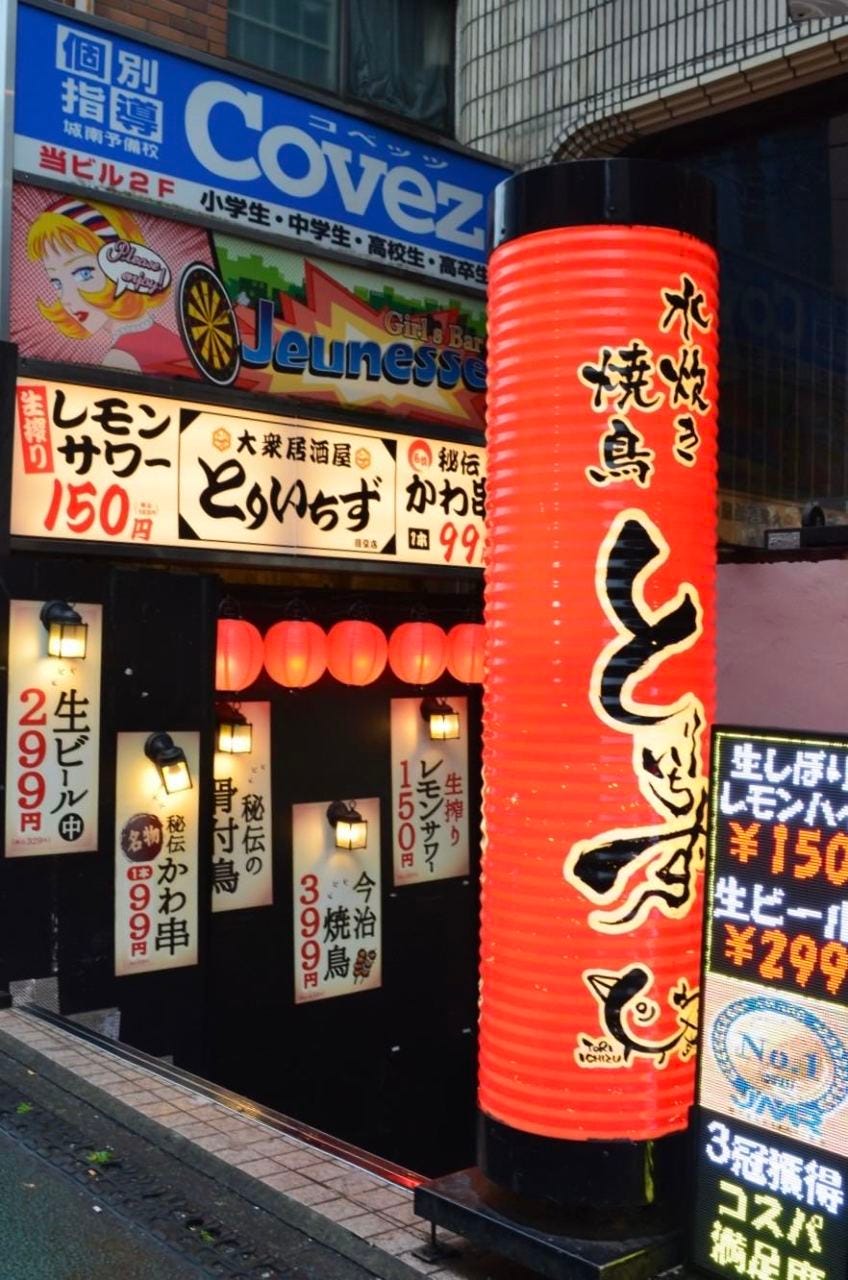 個別
指導
城南予備校
コベッツ
Covez
当ビル2F
小学生・中学生・高校生・高卒生
Please
enjoy!
Girl's Bar
Jeunesse
生搾り
レモン
サワー
150円
大衆居酒屋
とりいちず
秘伝
かわ串
1本
99
水炊き
焼鳥
とりいちず
TORI
ICHIZU
生ビール中
299円
名物
秘伝かわ串
1本
99円
秘伝の
骨付鳥
今治
焼鳥
399円
生搾り
レモンサワー
150円
生しぼり
レモンハイ
¥150
生ビール
¥299
No.1
3冠獲得
コスパ
満足度